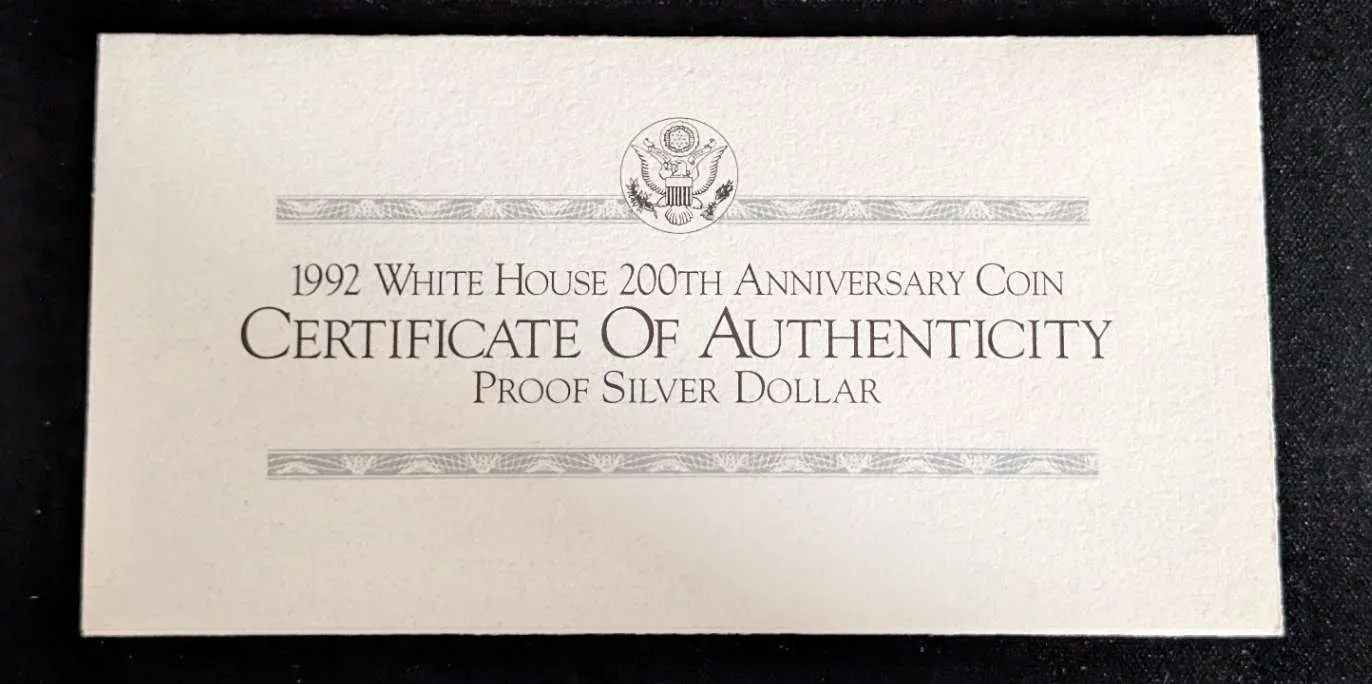 1992 White House 200th Anniversary Coin
Certificate Of Authenticity
Proof Silver Dollar